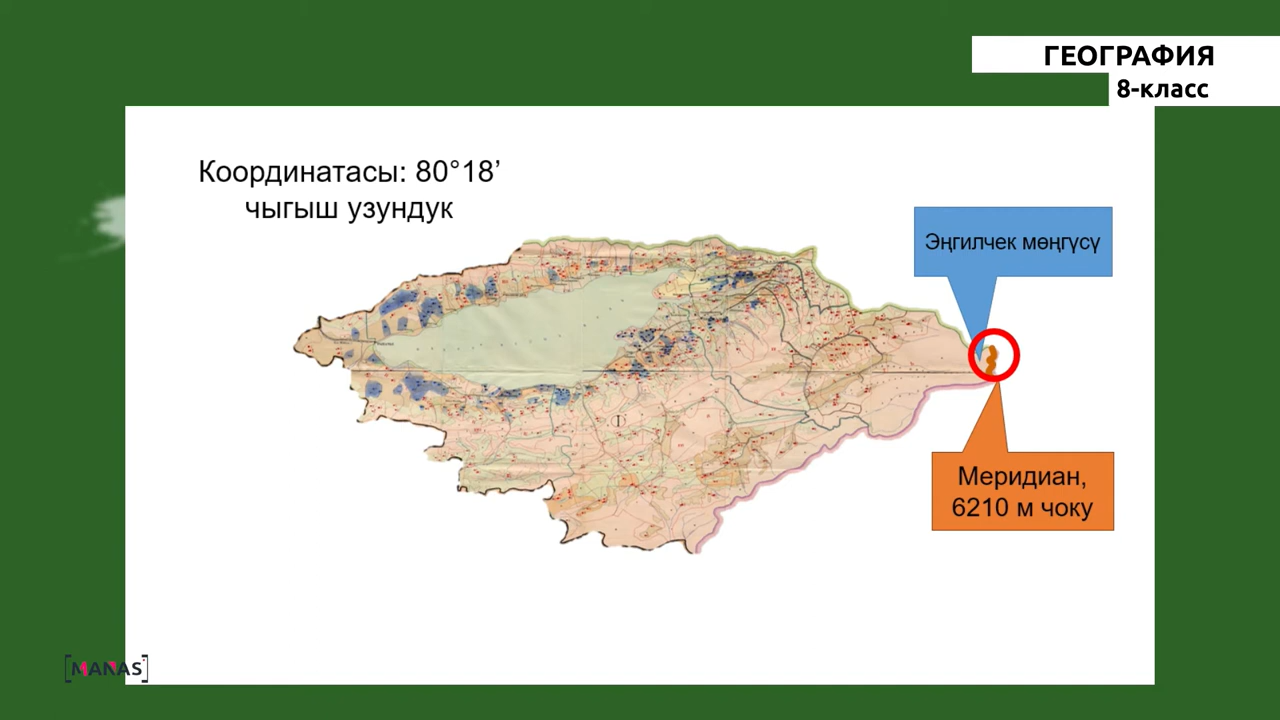 ГЕОГРАФИЯ
8-класс
Координатасы: 80°18’
чыгыш узундук
Эңгилчек мөңгүсү
Меридиан,
6210 м чоку
[MANAS]